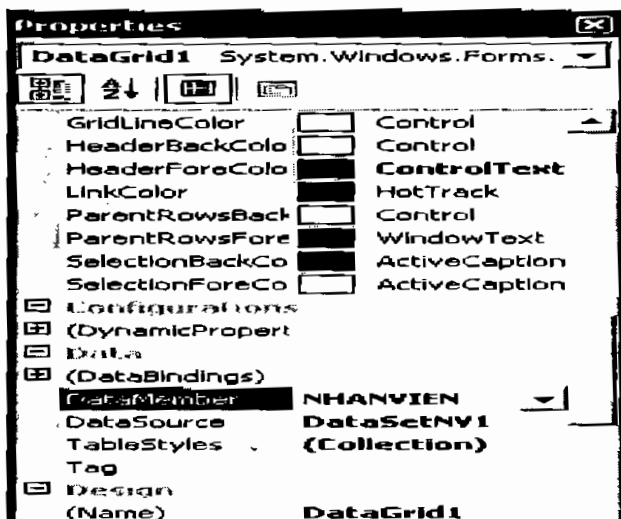 Properties
DataGrid1 System.Windows.Forms.
GridLineColor Control
HeaderBackColo Control
HeaderForeColo ControlText
LinkColor HotTrack
ParentRowsBack Control
ParentRowsFore WindowText
SelectionBackCo ActiveCaption
SelectionForeCo ActiveCaption
Configurations
(DynamicPropert
Data
(DataBindings)
DataMember NHANVIEN
DataSource DataSetNV1
TableStyles (Collection)
Tag
Design
(Name) DataGrid1